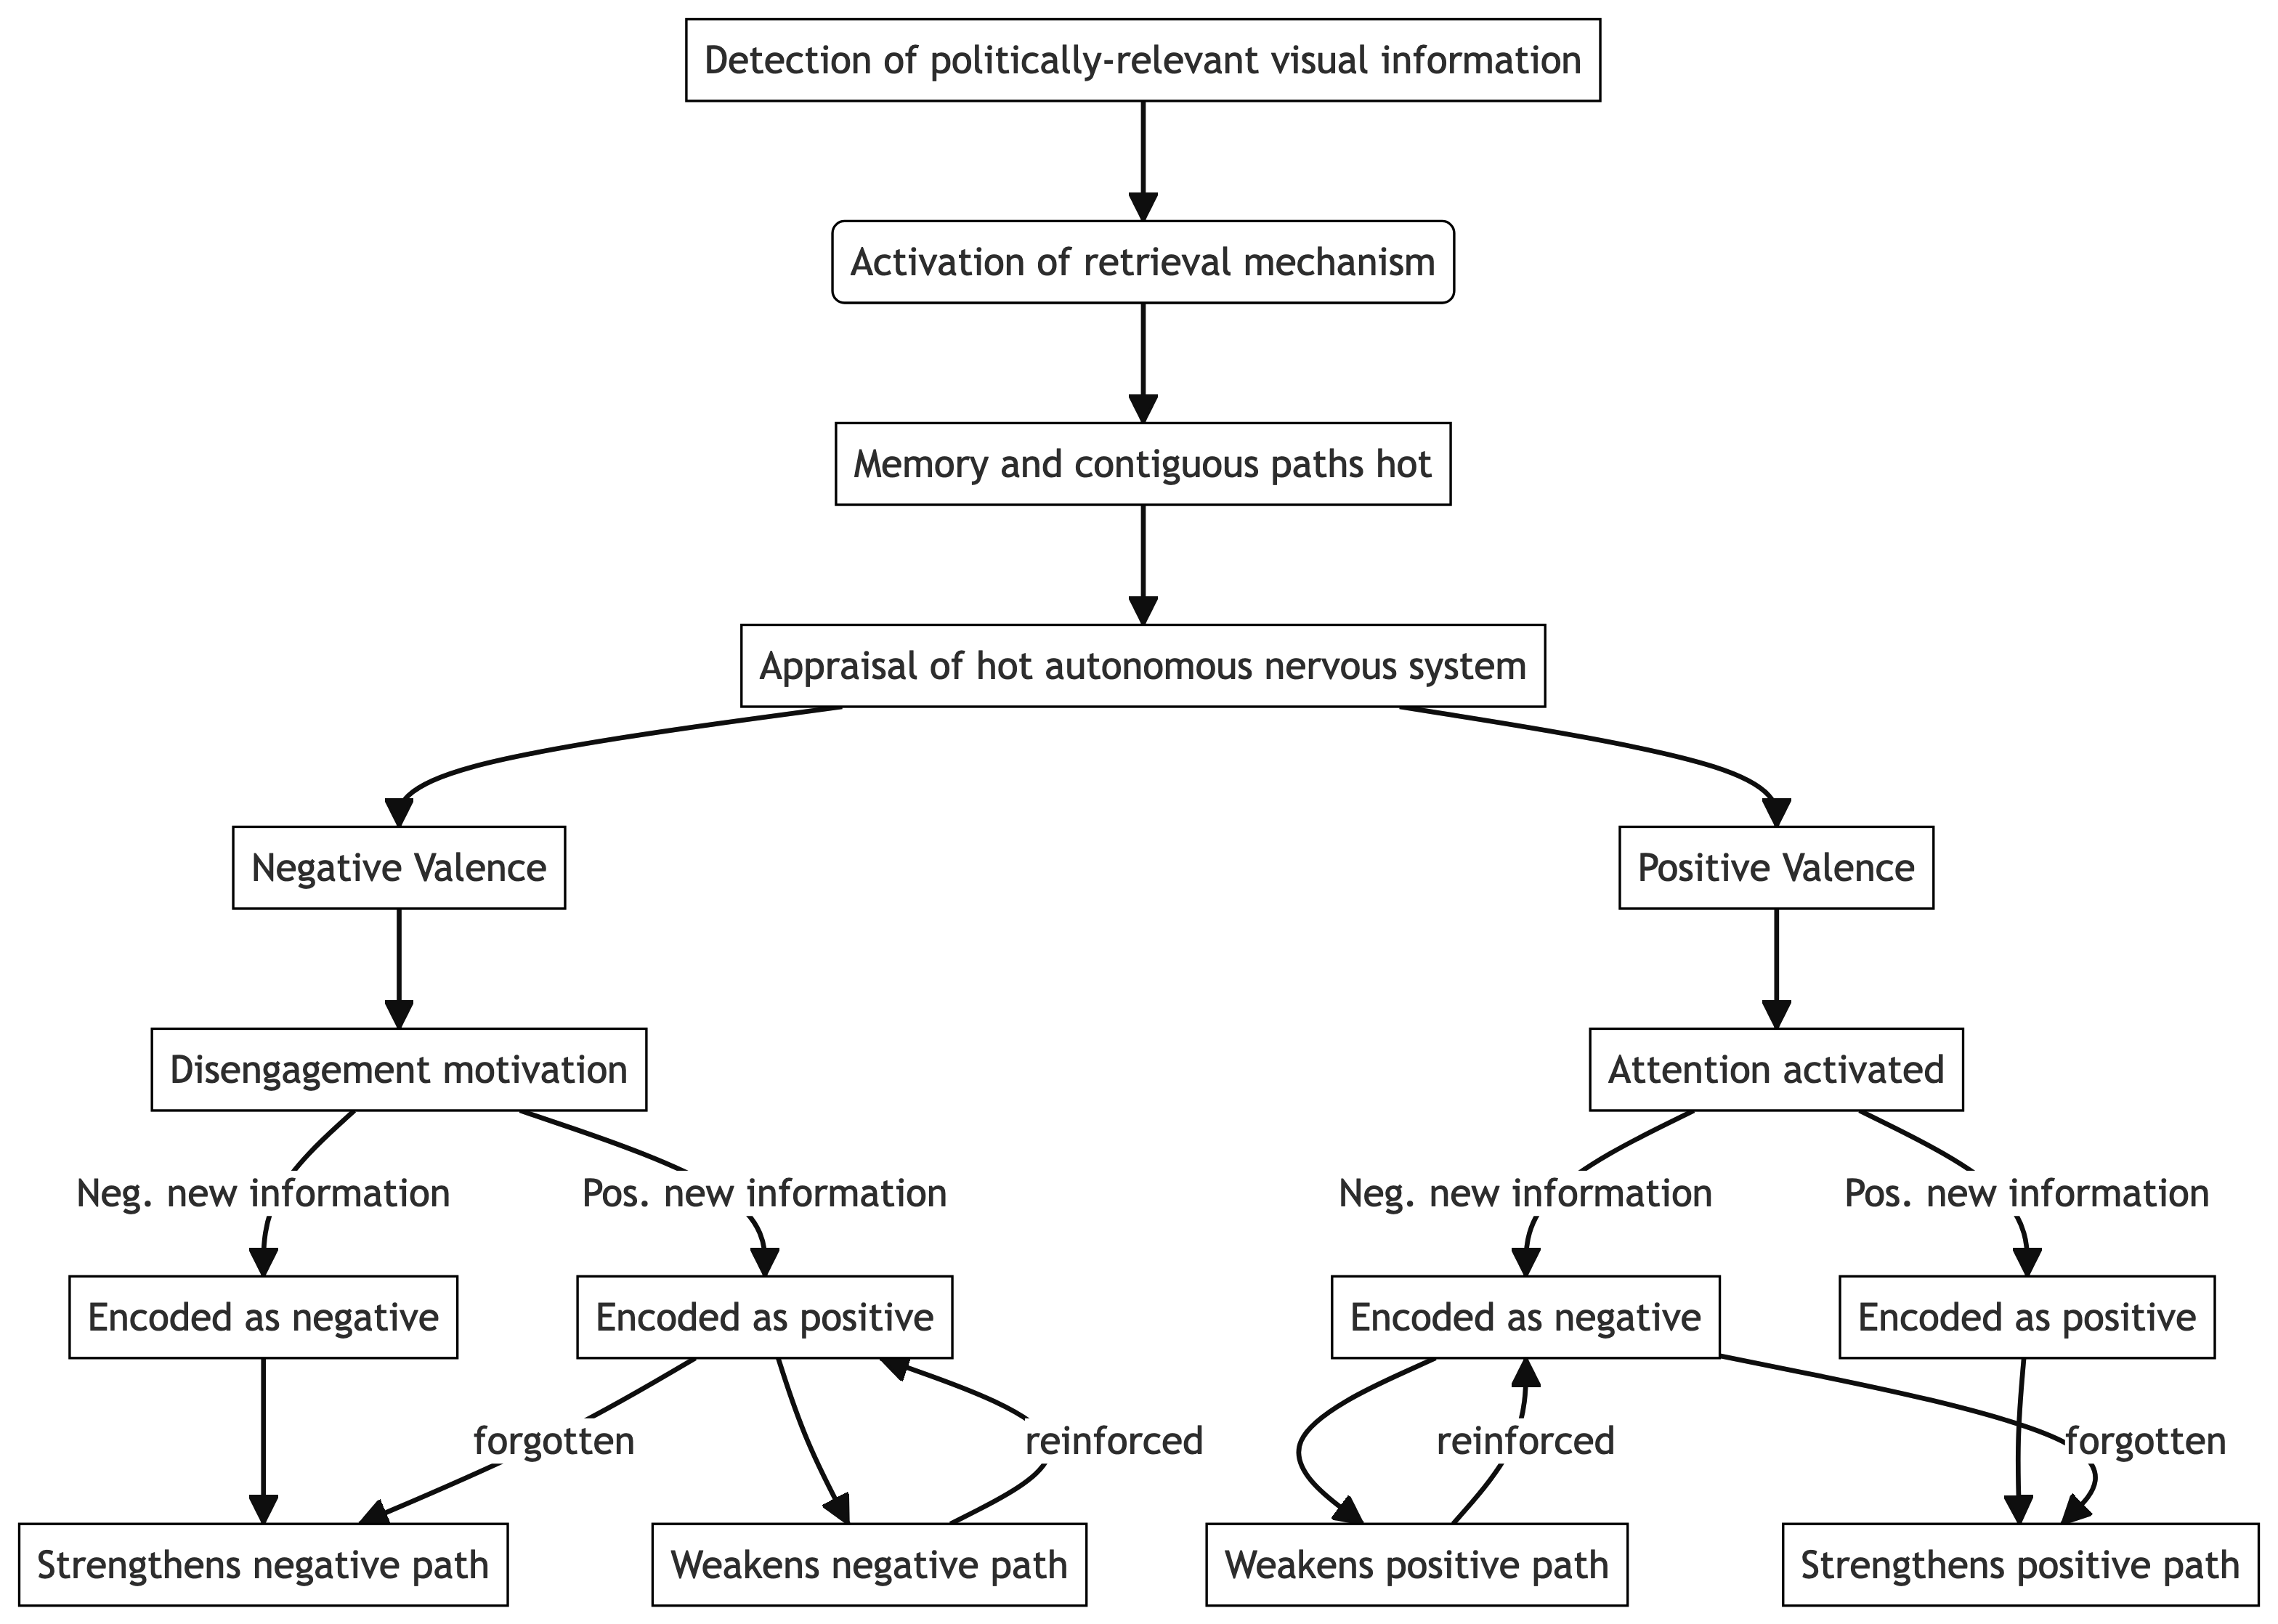 Detection of politically-relevant visual information
Activation of retrieval mechanism
Memory and contiguous paths hot
Appraisal of hot autonomous nervous system
Negative Valence
Positive Valence
Disengagement motivation
Attention activated
Neg. new information
Pos. new information
Neg. new information
Pos. new information
Encoded as negative
Encoded as positive
Encoded as negative
Encoded as positive
forgotten
reinforced
reinforced
forgotten
Strengthens negative path
Weakens negative path
Weakens positive path
Strengthens positive path